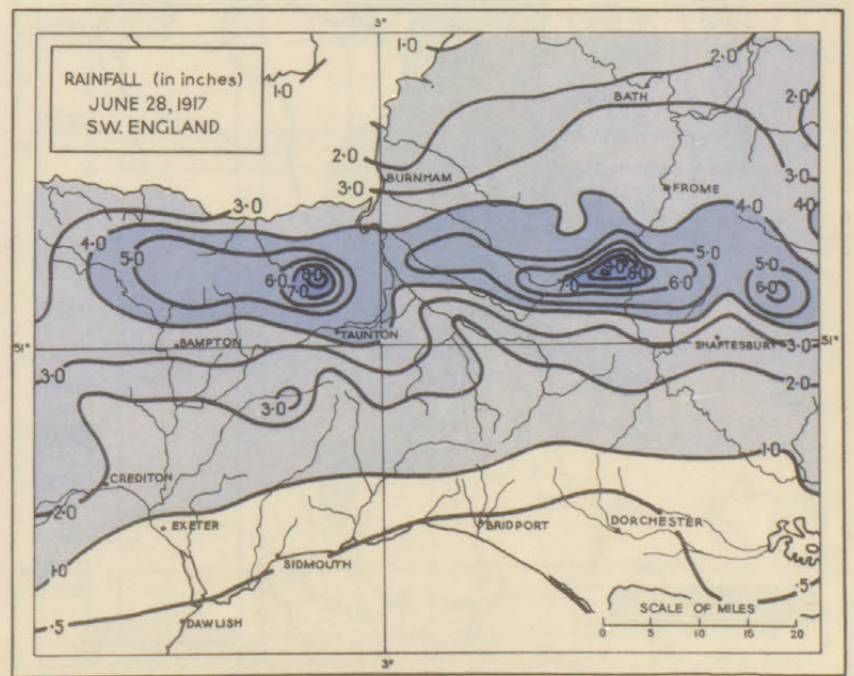 3°
RAINFALL (in inches)
JUNE 28, 1917
S.W. ENGLAND
1·0
1·0
2·0
BATH
2·0
2·0
3·0
BURNHAM
FROME
3·0
3·0
4·0
4·0
4·0
5·0
5·0
5·0
6·0
8·0
7·0
9·0
8·0
7·0
6·0
6·0
TAUNTON
BAMPTON
SHAFTESBURY
3·0
51°
51°
3·0
2·0
3·0
1·0
CREDITON
2·0
EXETER
BRIDPORT
DORCHESTER
SIDMOUTH
1·0
·5
·5
DAWLISH
SCALE OF MILES
0 5 10 15 20
3°